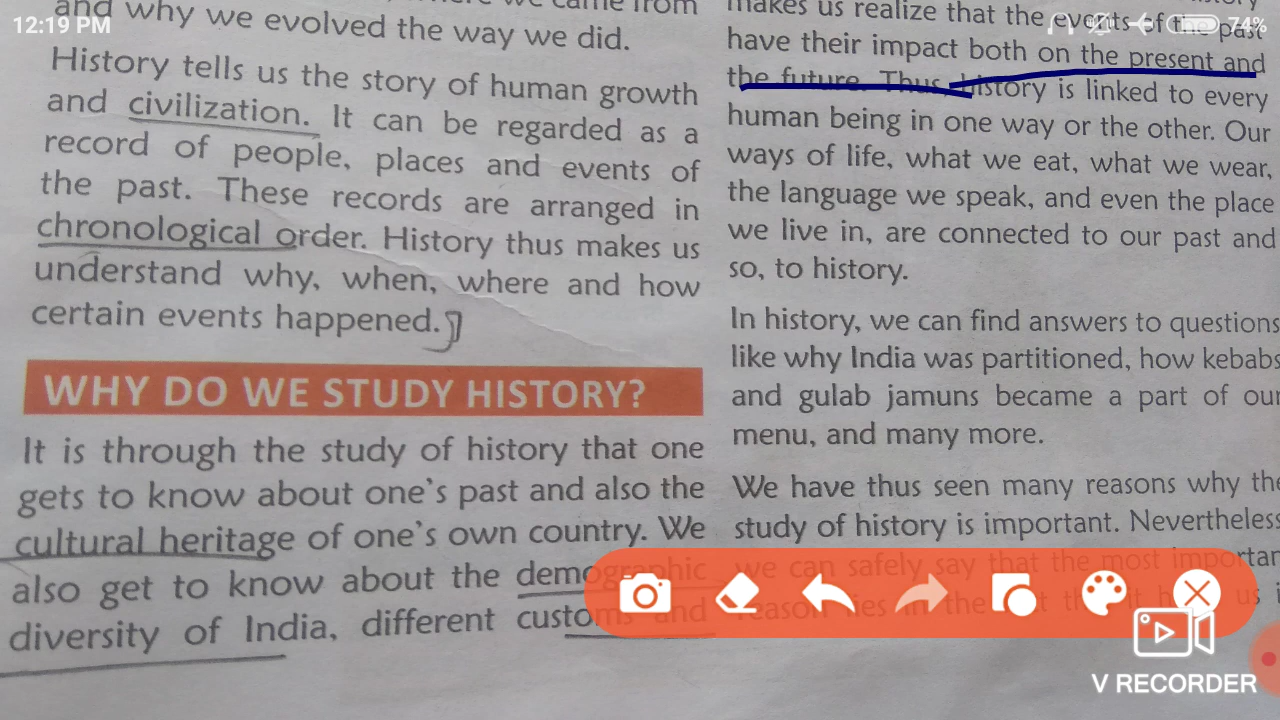 12:19 PM
74%
we came from
and why we evolved the way we did.
History tells us the story of human growth
and civilization. It can be regarded as a
record of people, places and events of
the past. These records are arranged in
chronological order. History thus makes us
understand why, when, where and how
certain events happened.
WHY DO WE STUDY HISTORY?
It is through the study of history that one
gets to know about one's past and also the
cultural heritage of one's own country. We
also get to know about the demographic
diversity of India, different customs and
makes us realize that the events of the past
have their impact both on the present and
the future. Thus, history is linked to every
human being in one way or the other. Our
ways of life, what we eat, what we wear,
the language we speak, and even the place
we live in, are connected to our past and
so, to history.
In history, we can find answers to questions
like why India was partitioned, how kebabs
and gulab jamuns became a part of our
menu, and many more.
We have thus seen many reasons why the
study of history is important. Nevertheless
we can safely say that the most important
reason lies in the
V RECORDER